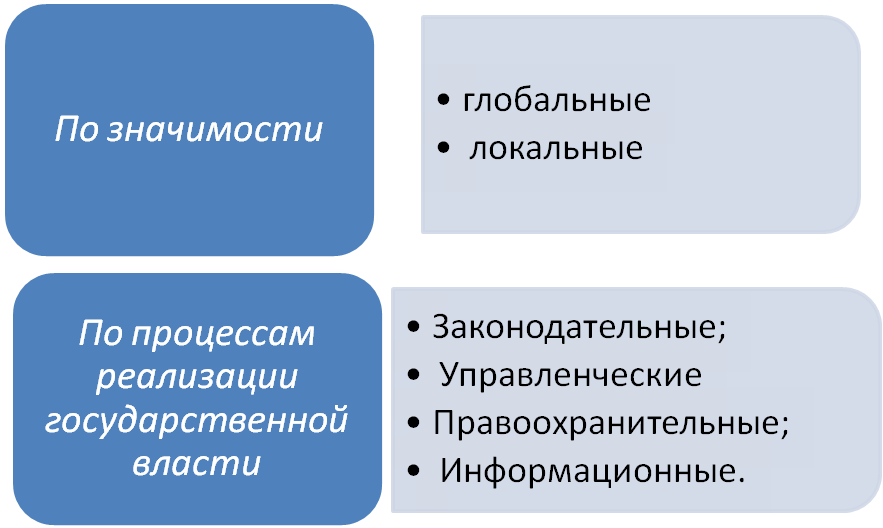 По значимости
• глобальные
• локальные
По процессам
реализации
государственной
власти
• Законодательные;
• Управленческие
• Правоохранительные;
• Информационные.